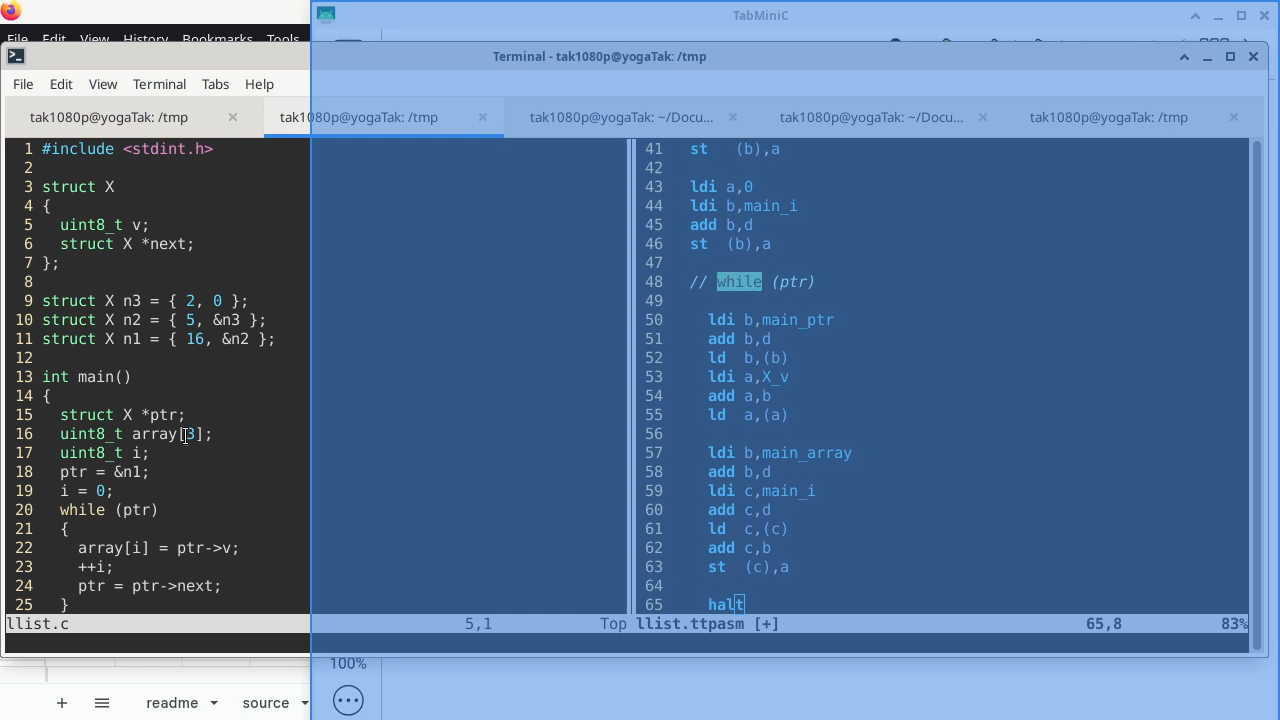 TabMiniC
File Edit View History Bookmarks Tools
Terminal - tak1080p@yogaTak: /tmp
File Edit View Terminal Tabs Help
tak1080p@yogaTak: /tmp tak1080p@yogaTak: /tmp tak1080p@yogaTak: ~/Docu... tak1080p@yogaTak: ~/Docu... tak1080p@yogaTak: /tmp
1 #include <stdint.h>
2
3 struct X
4 {
5 uint8_t v;
6 struct X *next;
7 };
8
9 struct X n3 = { 2, 0 };
10 struct X n2 = { 5, &n3 };
11 struct X n1 = { 16, &n2 };
12
13 int main()
14 {
15 struct X *ptr;
16 uint8_t array[3];
17 uint8_t i;
18 ptr = &n1;
19 i = 0;
20 while (ptr)
21 {
22 array[i] = ptr->v;
23 ++i;
24 ptr = ptr->next;
25 }
llist.c 5,1 Top
41 st (b),a
42
43 ldi a,0
44 ldi b,main_i
45 add b,d
46 st (b),a
47
48 // while (ptr)
49
50 ldi b,main_ptr
51 add b,d
52 ld b,(b)
53 ldi a,X_v
54 add a,b
55 ld a,(a)
56
57 ldi b,main_array
58 add b,d
59 ldi c,main_i
60 add c,d
61 ld c,(c)
62 add c,b
63 st (c),a
64
65 halt
llist.ttpasm [+] 65,8 83%
100%
readme source